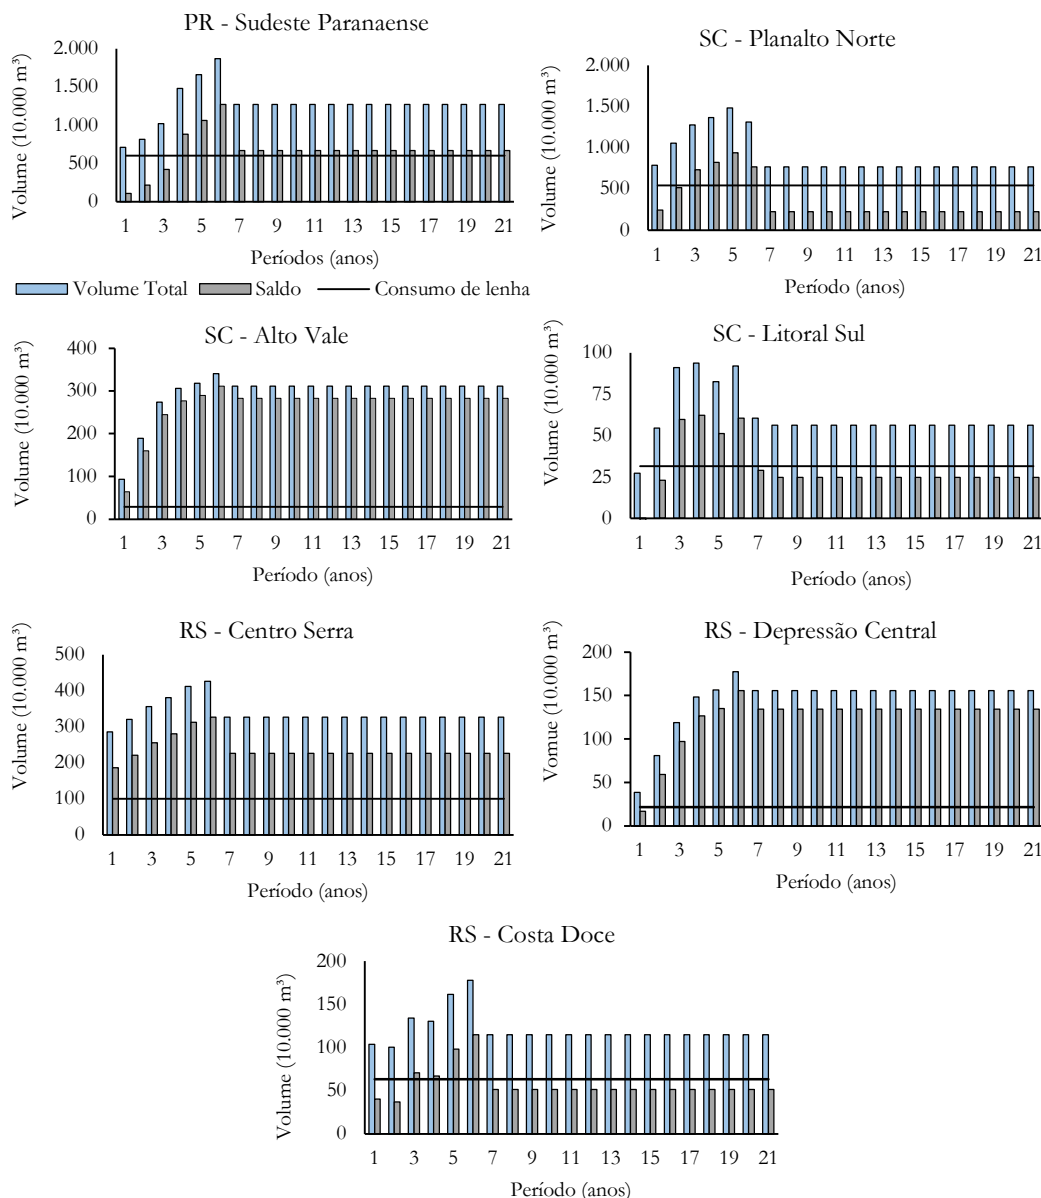 PR - Sudeste Paranaense
Volume (10.000 m³)
2.000
1.500
1.000
500
0
1 3 5 7 9 11 13 15 17 19 21
Períodos (anos)
SC - Planalto Norte
Volume (10.000 m³)
2.000
1.500
1.000
500
0
1 3 5 7 9 11 13 15 17 19 21
Período (anos)
Volume Total Saldo Consumo de lenha
SC - Alto Vale
Volume (10.000 m³)
400
300
200
100
0
1 3 5 7 9 11 13 15 17 19 21
Período (anos)
SC - Litoral Sul
Volume (10.000 m³)
100
75
50
25
0
1 3 5 7 9 11 13 15 17 19 21
Período (anos)
RS - Centro Serra
Volume (10.000 m³)
500
400
300
200
100
0
1 3 5 7 9 11 13 15 17 19 21
Período (anos)
RS - Depressão Central
Vomue (10.000 m³)
200
150
100
50
0
1 3 5 7 9 11 13 15 17 19 21
Período (anos)
RS - Costa Doce
Volume (10.000 m³)
200
150
100
50
0
1 3 5 7 9 11 13 15 17 19 21
Período (anos)